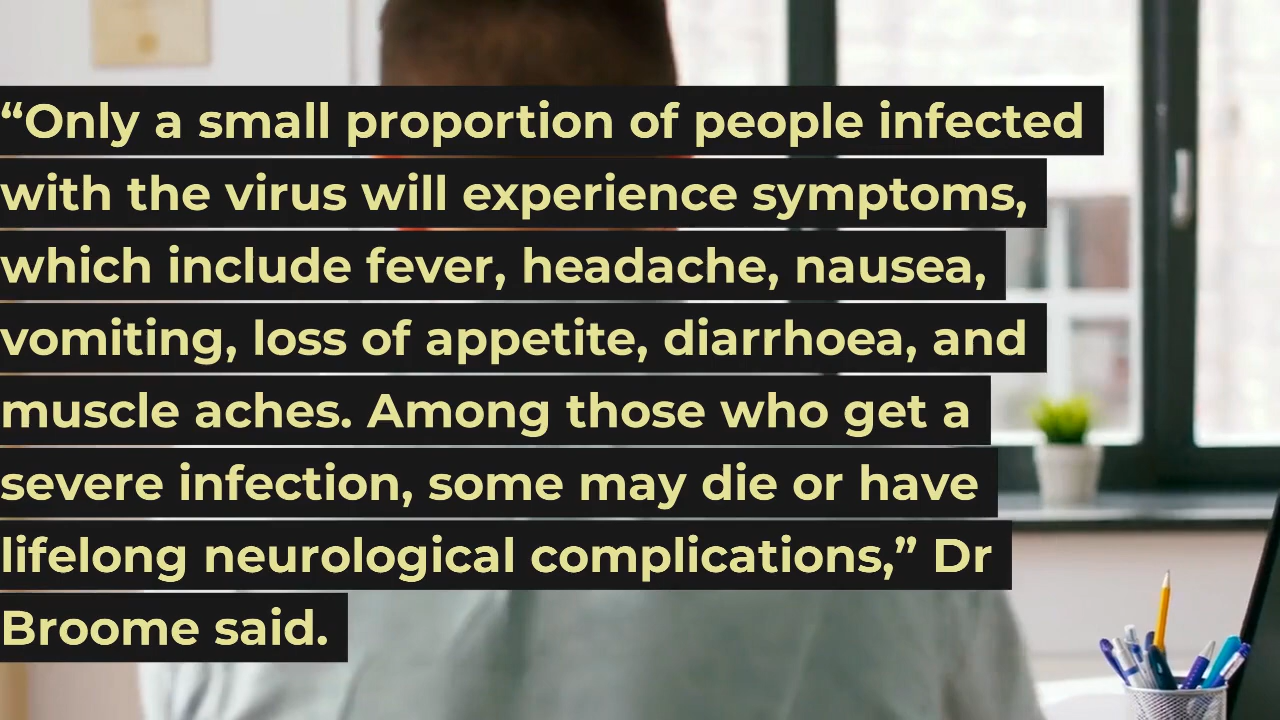 “Only a small proportion of people infected
with the virus will experience symptoms,
which include fever, headache, nausea,
vomiting, loss of appetite, diarrhoea, and
muscle aches. Among those who get a
severe infection, some may die or have
lifelong neurological complications,” Dr
Broome said.